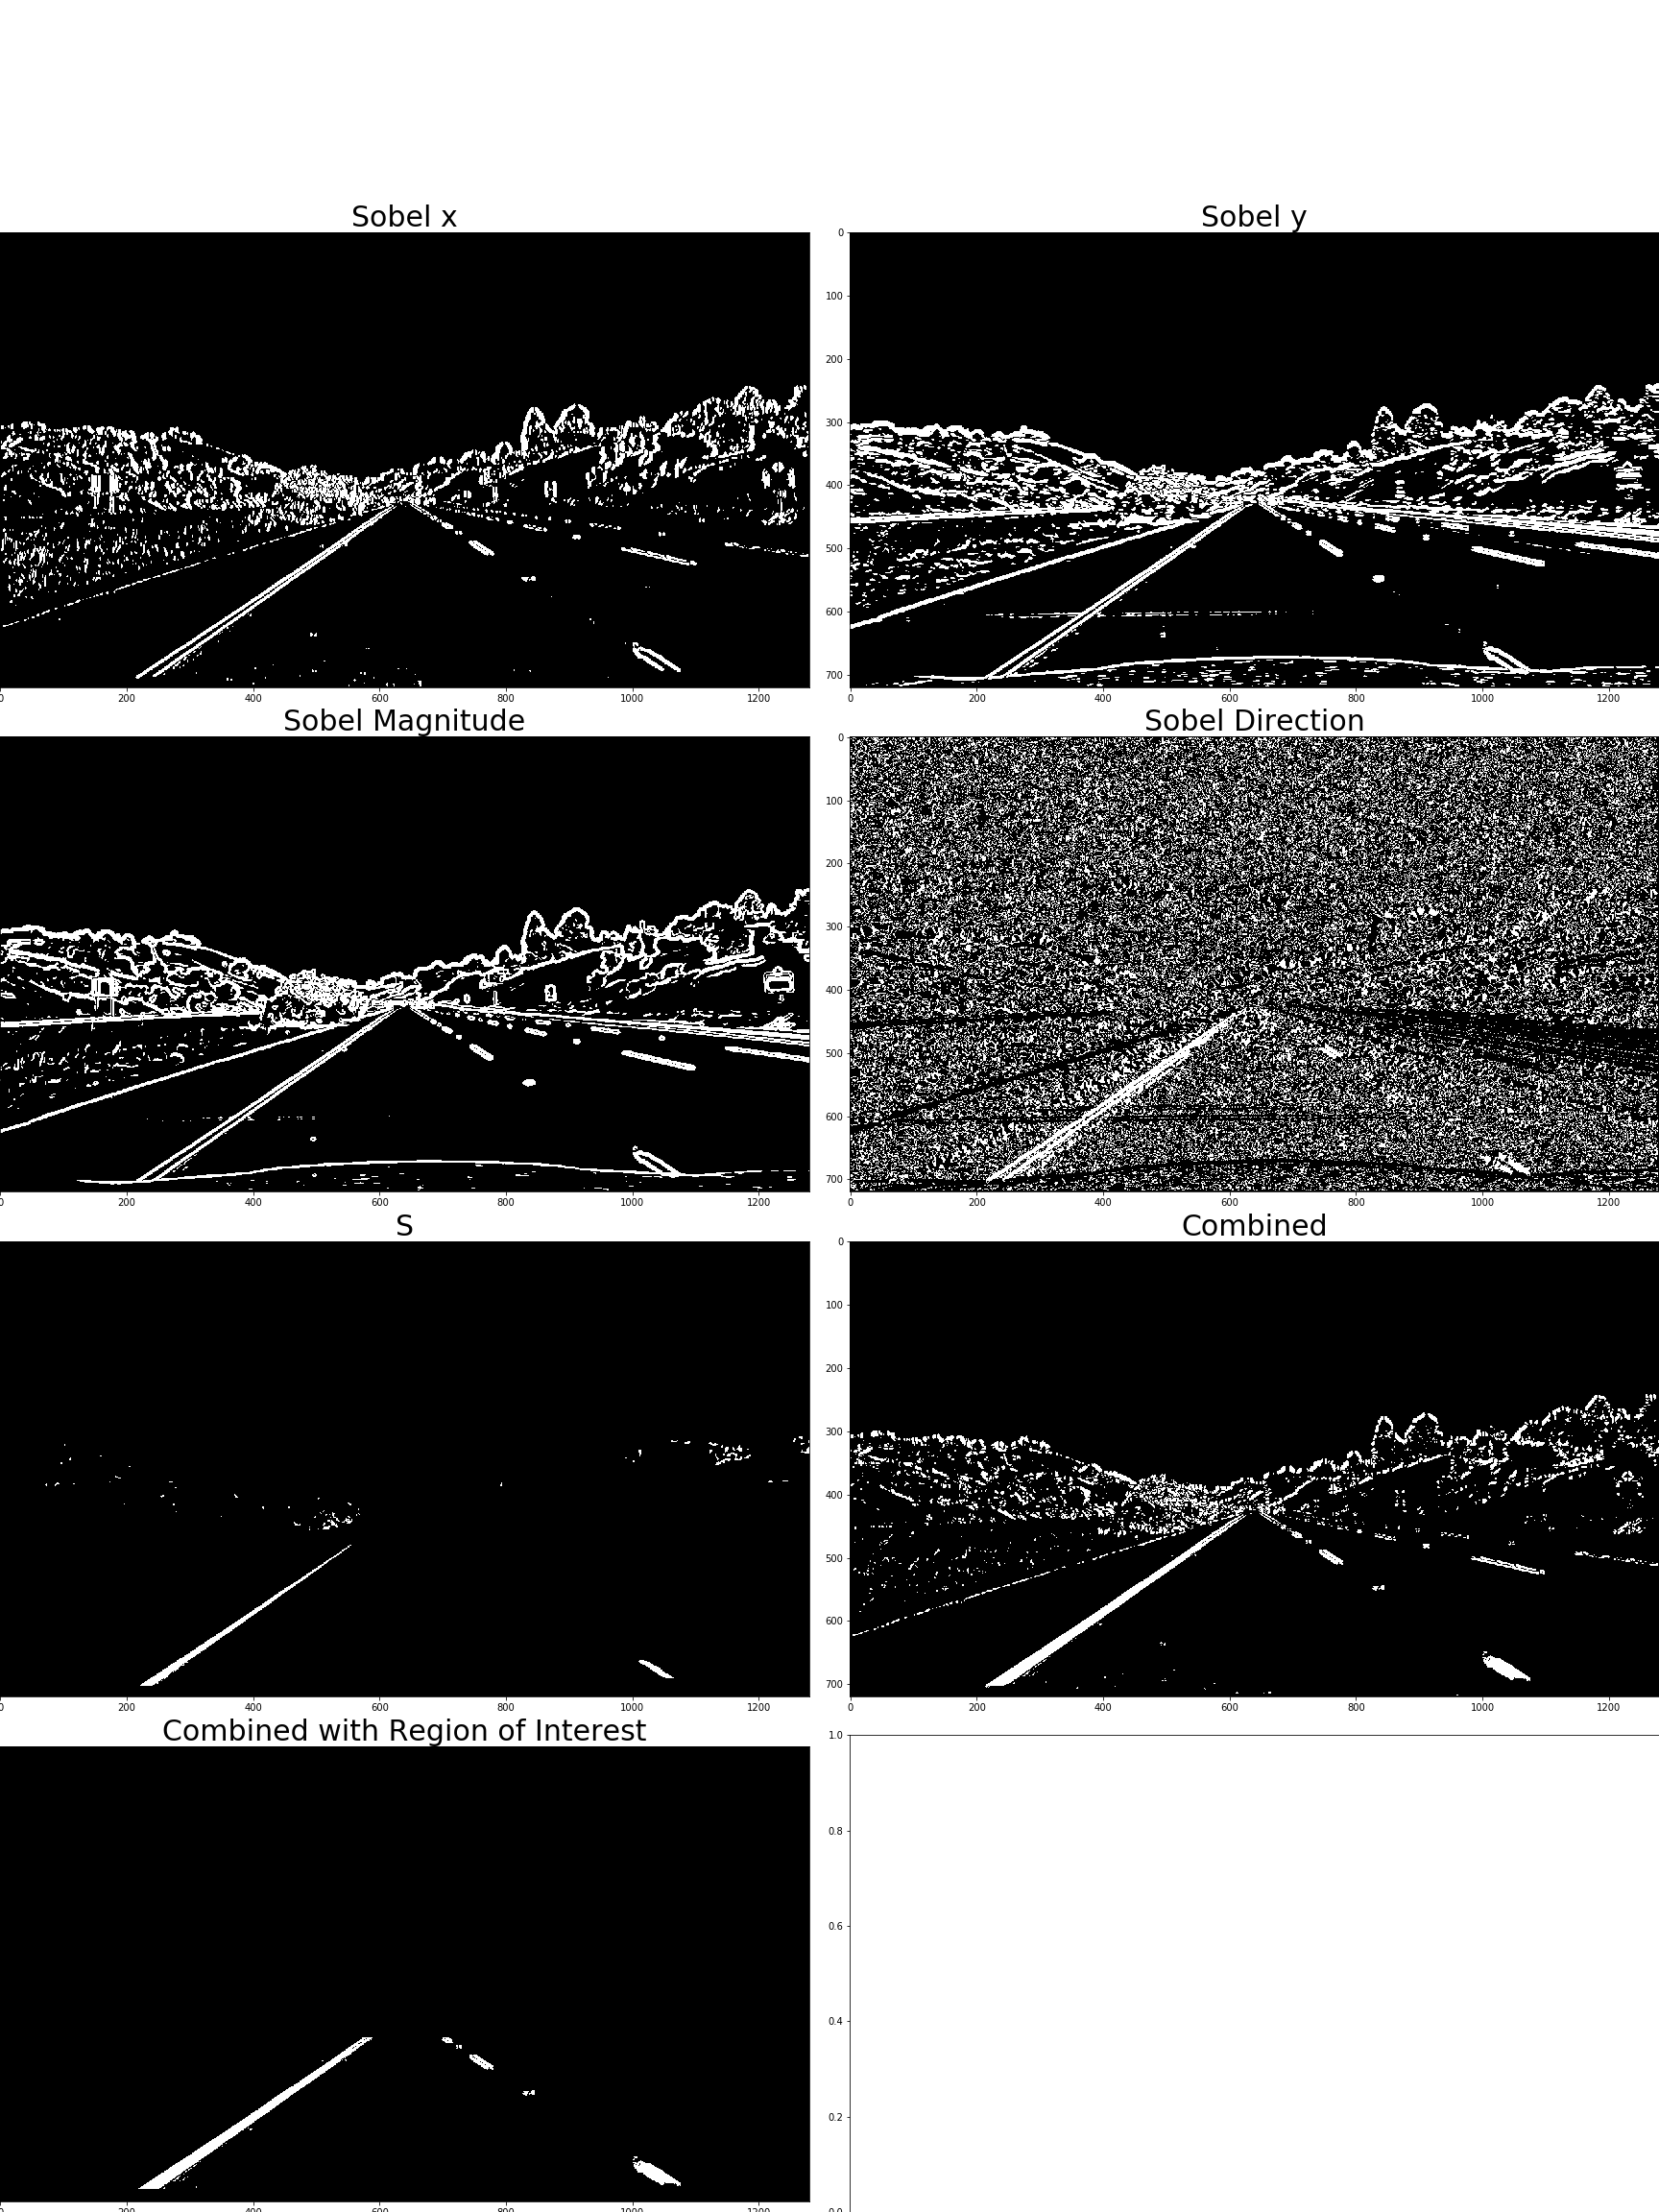 Sobel x
Sobel y
0
100
200
300
400
500
600
700
0 200 400 600 800 1000 1200
0 200 400 600 800 1000 1200
Sobel Magnitude
Sobel Direction
0
100
200
300
400
500
600
700
0 200 400 600 800 1000 1200
0 200 400 600 800 1000 1200
S
Combined
0
100
200
300
400
500
600
700
0 200 400 600 800 1000 1200
0 200 400 600 800 1000 1200
Combined with Region of Interest
1.0
0.8
0.6
0.4
0.2
0.0
0 200 400 600 800 1000 1200